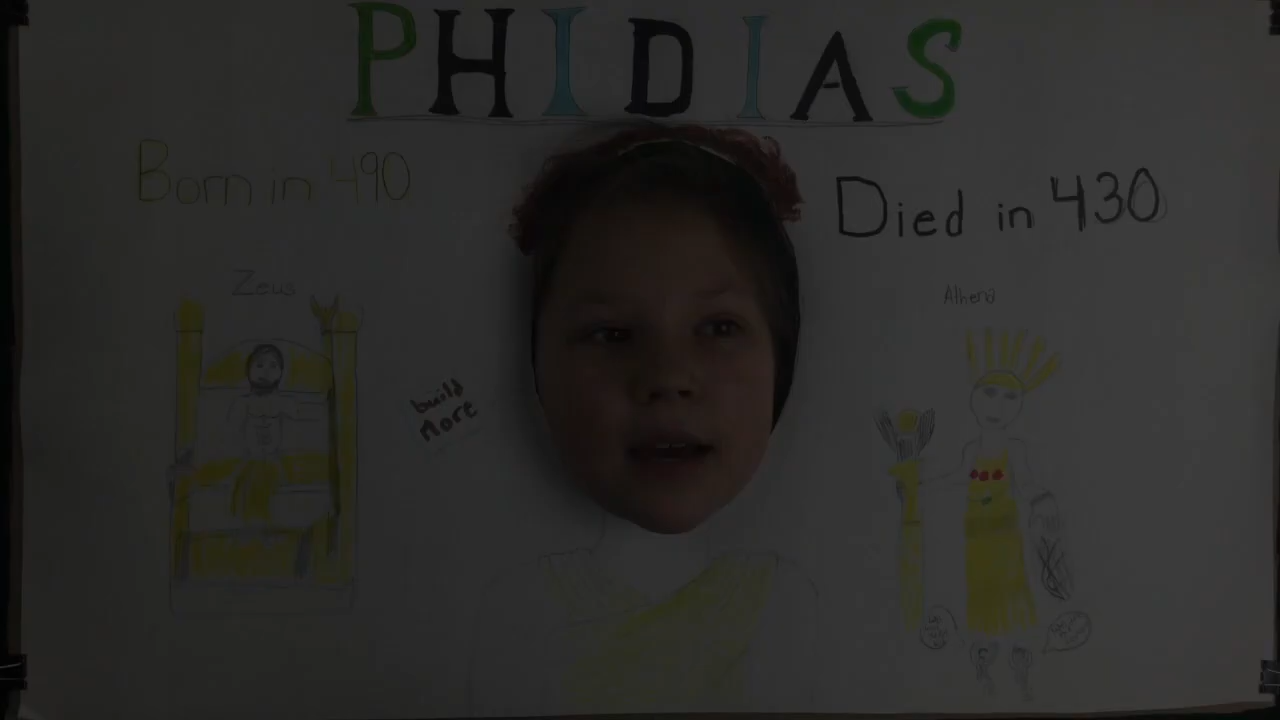 PHIDIAS
Born in 490
Died in 430
Zeus
Athena
build
More